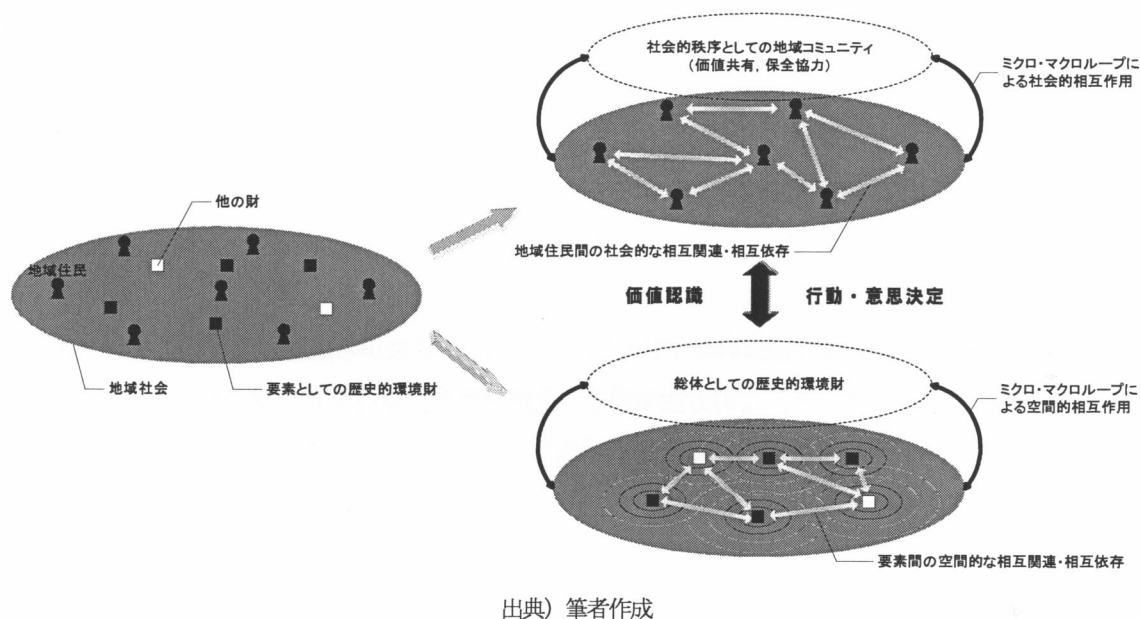 社会的秩序としての地域コミュニティ
(価値共有, 保全協力)
ミクロ・マクロループに
よる社会的相互作用
他の財
地域住民
地域社会
要素としての歴史的環境財
地域住民間の社会的な相互関連・相互依存
価値認識
行動・意思決定
総体としての歴史的環境財
ミクロ・マクロループに
よる空間的相互作用
要素間の空間的な相互関連・相互依存
出典) 筆者作成